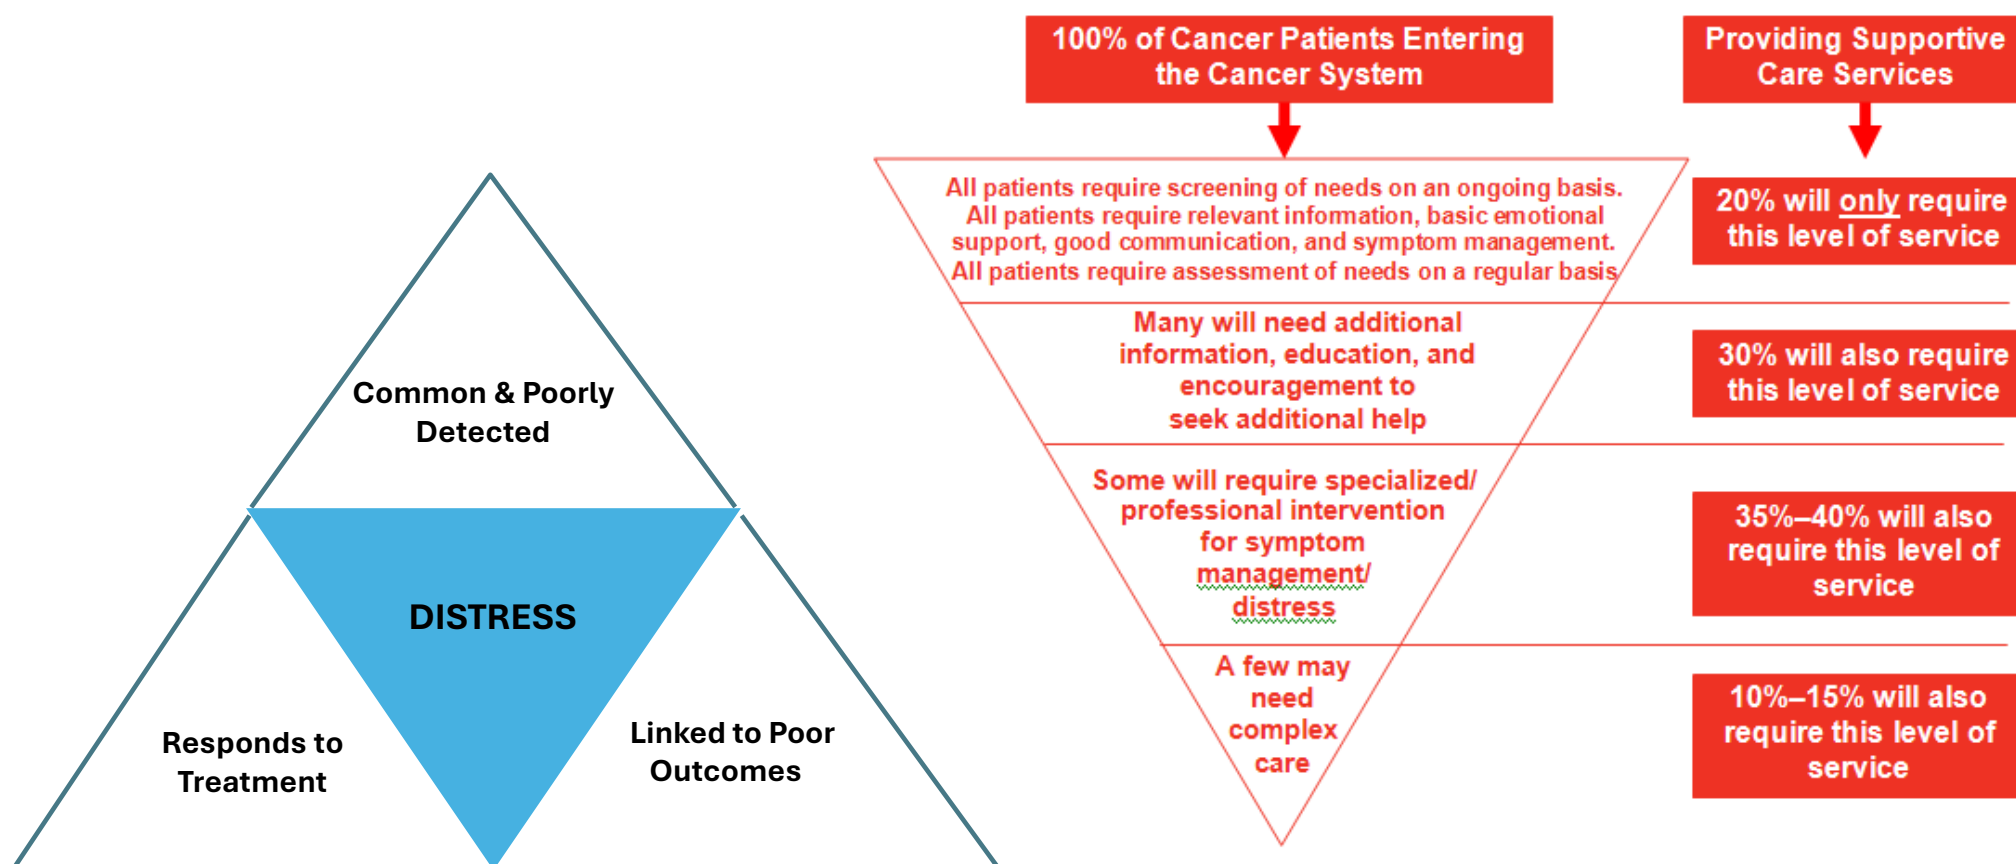 Common & Poorly
Detected
DISTRESS
Responds to
Treatment
Linked to Poor
Outcomes
100% of Cancer Patients Entering
the Cancer System
Providing Supportive
Care Services
All patients require screening of needs on an ongoing basis.
All patients require relevant information, basic emotional
support, good communication, and symptom management.
All patients require assessment of needs on a regular basis
20% will only require
this level of service
Many will need additional
information, education, and
encouragement to
seek additional help
30% will also require
this level of service
Some will require specialized/
professional intervention
for symptom
management/
distress
35%–40% will also
require this level of
service
A few may
need
complex
care
10%–15% will also
require this level of
service